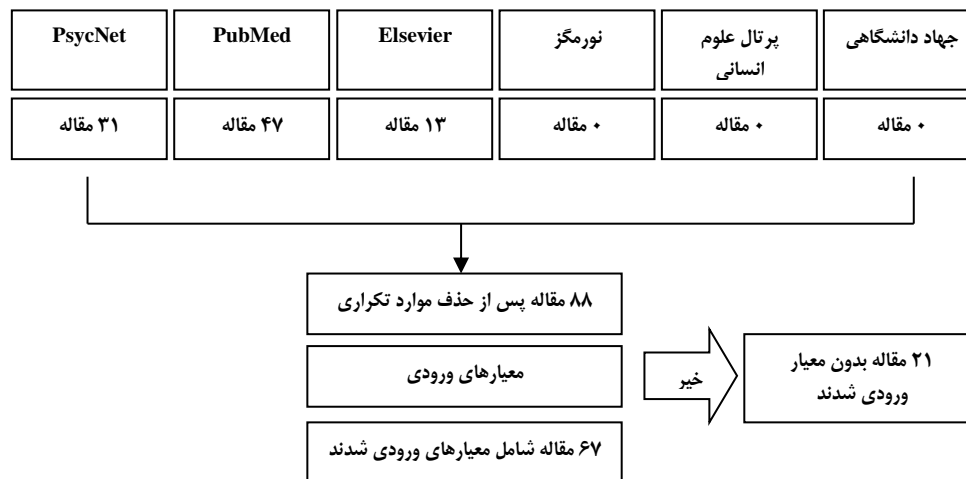 PsycNet
PubMed
Elsevier
نورمگز
پرتال علوم
انسانی
جهاد دانشگاهی
۳۱ مقاله
۴۷ مقاله
۱۳ مقاله
۰ مقاله
۰ مقاله
۰ مقاله
۸۸ مقاله پس از حذف موارد تکراری
معیارهای ورودی
خیر
۲۱ مقاله بدون معیار
ورودی شدند
۶۷ مقاله شامل معیارهای ورودی شدند